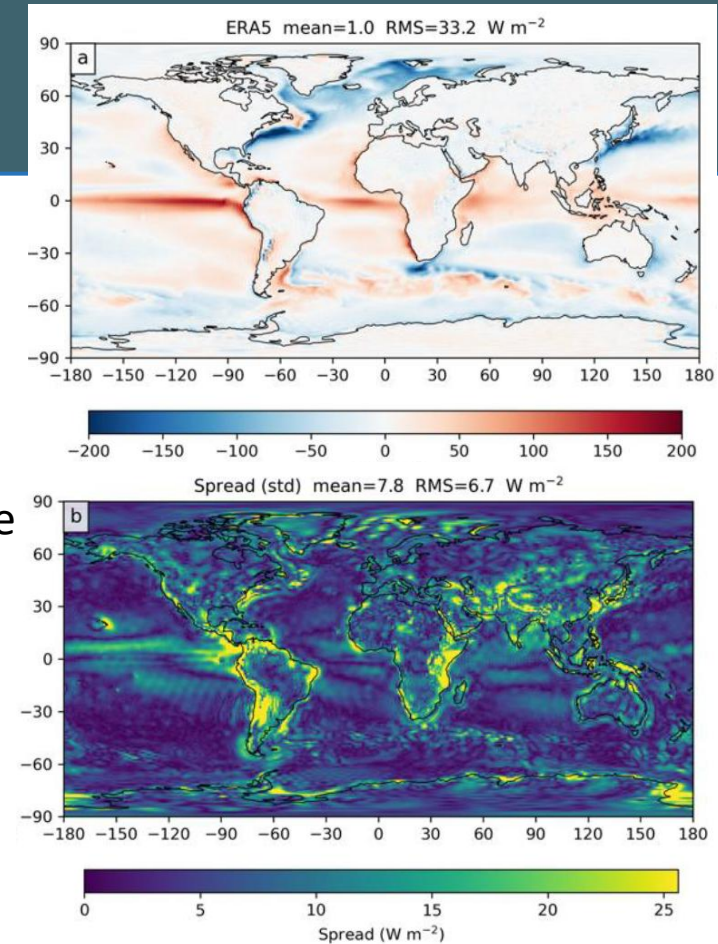 ERA5 mean=1.0 RMS=33.2 W m⁻²
a
90
60
30
0
−30
−60
−90
−180 −150 −120 −90 −60 −30 0 30 60 90 120 150 180
−200 −150 −100 −50 0 50 100 150 200
Spread (std) mean=7.8 RMS=6.7 W m⁻²
e
b
90
60
30
0
−30
−60
−90
−180 −150 −120 −90 −60 −30 0 30 60 90 120 150 180
0 5 10 15 20 25
Spread (W m⁻²)